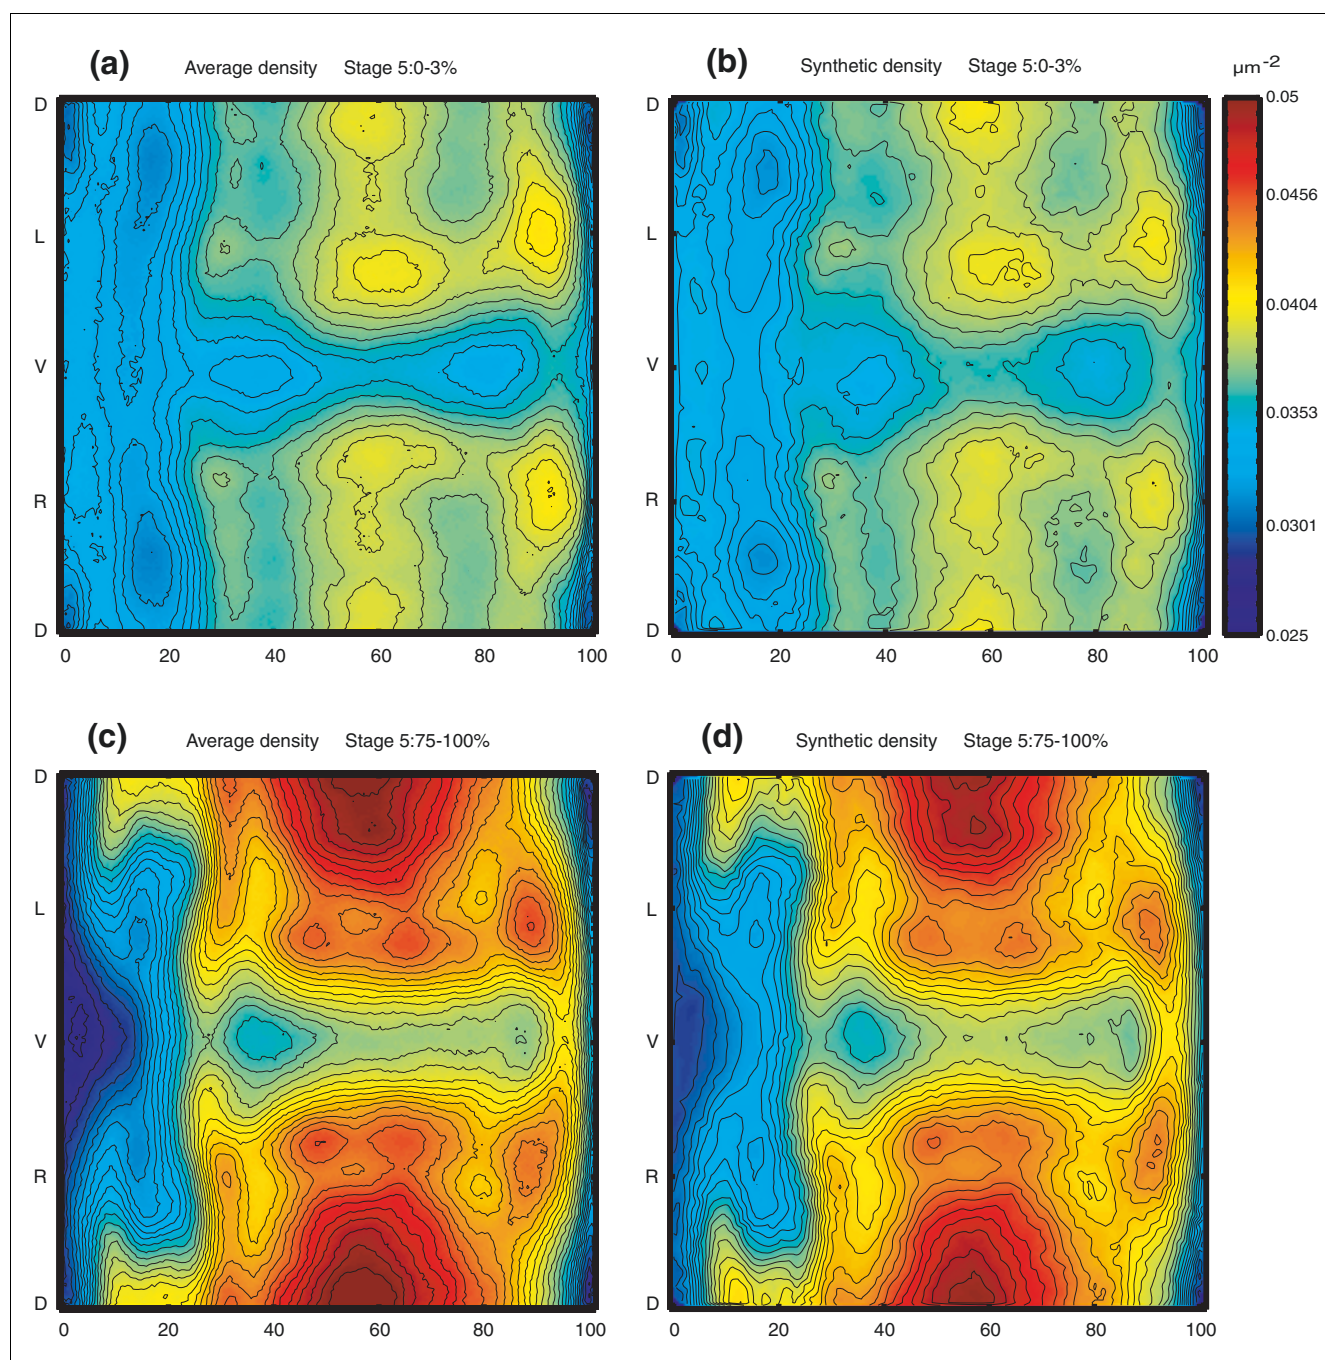 (a) Average density Stage 5:0-3%
(b) Synthetic density Stage 5:0-3%
µm-2
D
L
V
R
D
0 20 40 60 80 100
D
L
V
R
D
0 20 40 60 80 100
0.05
0.0456
0.0404
0.0353
0.0301
0.025
(c) Average density Stage 5:75-100%
(d) Synthetic density Stage 5:75-100%
D
L
V
R
D
0 20 40 60 80 100
D
L
V
R
D
0 20 40 60 80 100